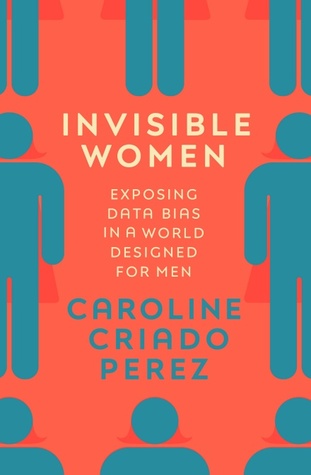 INVISIBLE
WOMEN
EXPOSING
DATA BIAS
IN A WORLD
DESIGNED
FOR MEN
CAROLINE
CRIADO
PEREZ